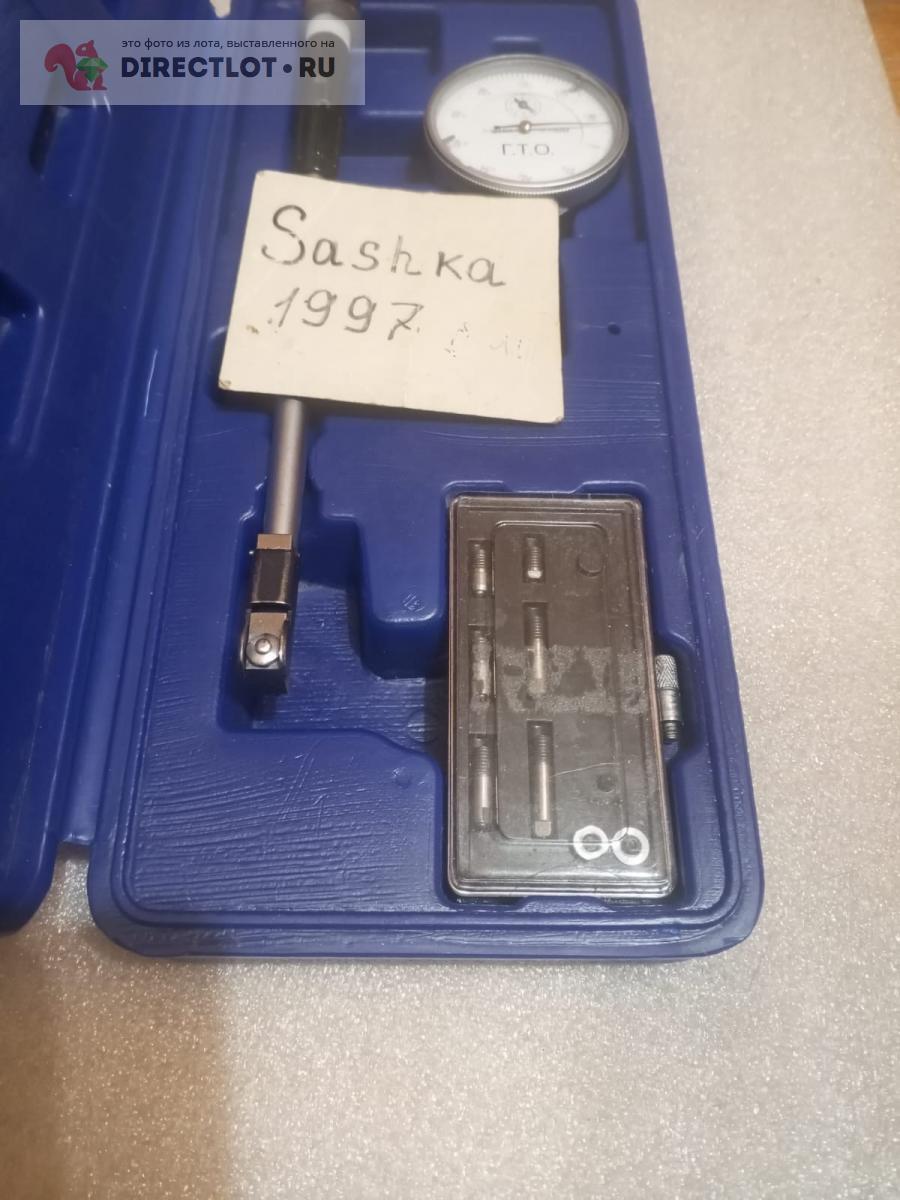 это фото из лота, выставленного на
DIRECTLOT•RU
Г.Т.О.
Sashka
1997